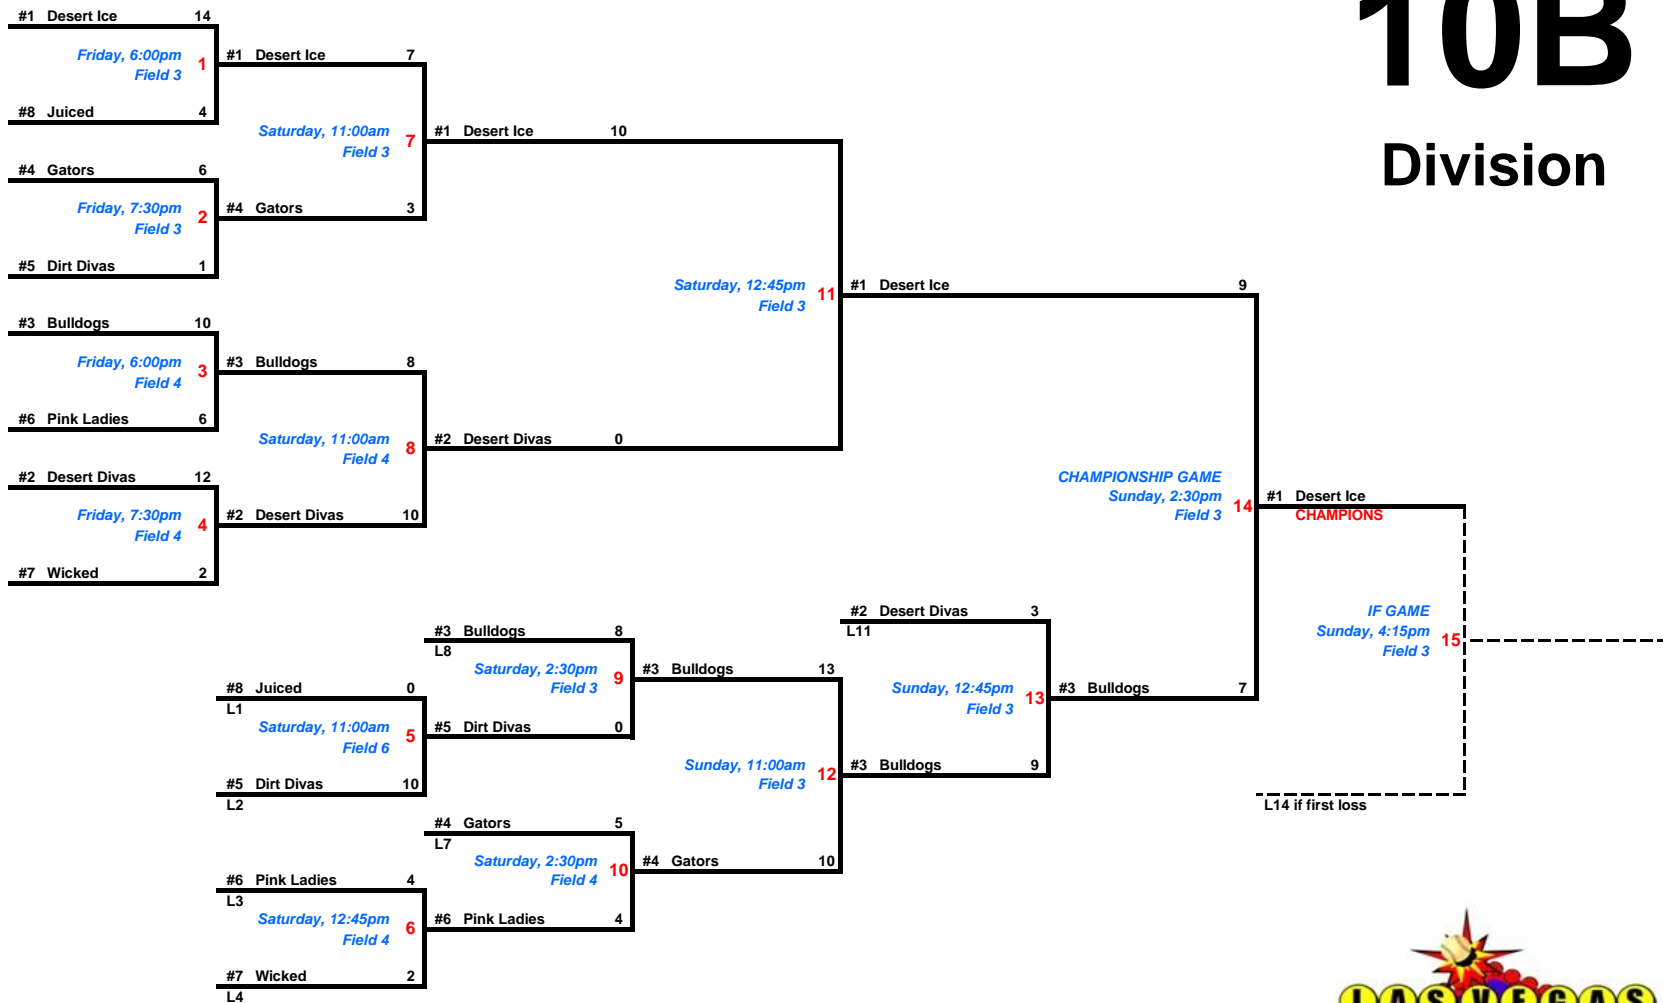 10B
Division
#1 Desert Ice 14
Friday, 6:00pm
Field 3
1
#8 Juiced 4
#4 Gators 6
Friday, 7:30pm
Field 3
2
#5 Dirt Divas 1
#3 Bulldogs 10
Friday, 6:00pm
Field 4
3
#6 Pink Ladies 6
#2 Desert Divas 12
Friday, 7:30pm
Field 4
4
#7 Wicked 2
#1 Desert Ice 7
Saturday, 11:00am
Field 3
7
#4 Gators 3
#3 Bulldogs 8
Saturday, 11:00am
Field 4
8
#2 Desert Divas 10
#1 Desert Ice 10
Saturday, 12:45pm
Field 3
11
#2 Desert Divas 0
#1 Desert Ice 9
CHAMPIONSHIP GAME
Sunday, 2:30pm
Field 3
14
#3 Bulldogs 7
#1 Desert Ice
CHAMPIONS
IF GAME
Sunday, 4:15pm
Field 3
15
L14 if first loss
#8 Juiced 0
L1
Saturday, 11:00am
Field 6
5
#5 Dirt Divas 10
L2
#6 Pink Ladies 4
L3
Saturday, 12:45pm
Field 4
6
#7 Wicked 2
L4
#3 Bulldogs 8
L8
Saturday, 2:30pm
Field 3
9
#5 Dirt Divas 0
#4 Gators 5
L7
Saturday, 2:30pm
Field 4
10
#6 Pink Ladies 4
#3 Bulldogs 13
Sunday, 11:00am
Field 3
12
#4 Gators 10
#2 Desert Divas 3
L11
Sunday, 12:45pm
Field 3
13
#3 Bulldogs 9
LAS VEGAS